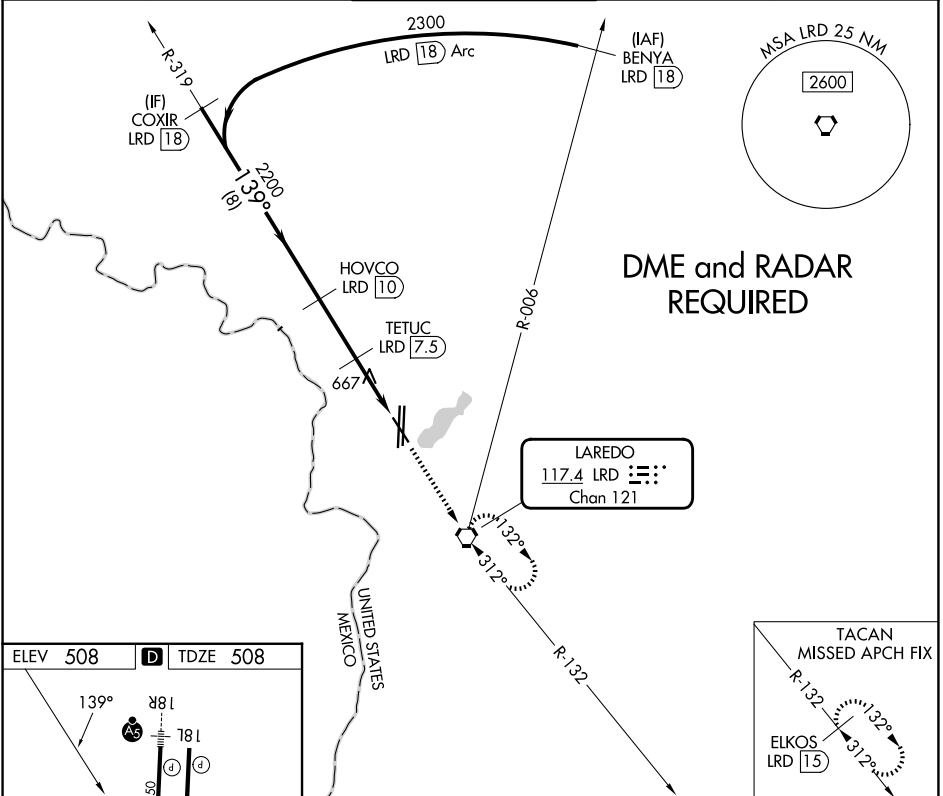 2300
LRD 18 Arc
(IAF)
BENYA
LRD 18
MSA LRD 25 NM
2600
R-319
(IF)
COXIR
LRD 18
2200
139°
(8)
DME and RADAR
REQUIRED
HOVCO
LRD 10
R-006
TETUC
LRD 7.5
667
LAREDO
117.4 LRD
Chan 121
132°
312°
UNITED STATES
MEXICO
R-132
ELEV 508 D TDZE 508
139°
18R
A5
18L
P
P
50
TACAN
MISSED APCH FIX
R-132
132°
ELKOS
LRD 15
312°